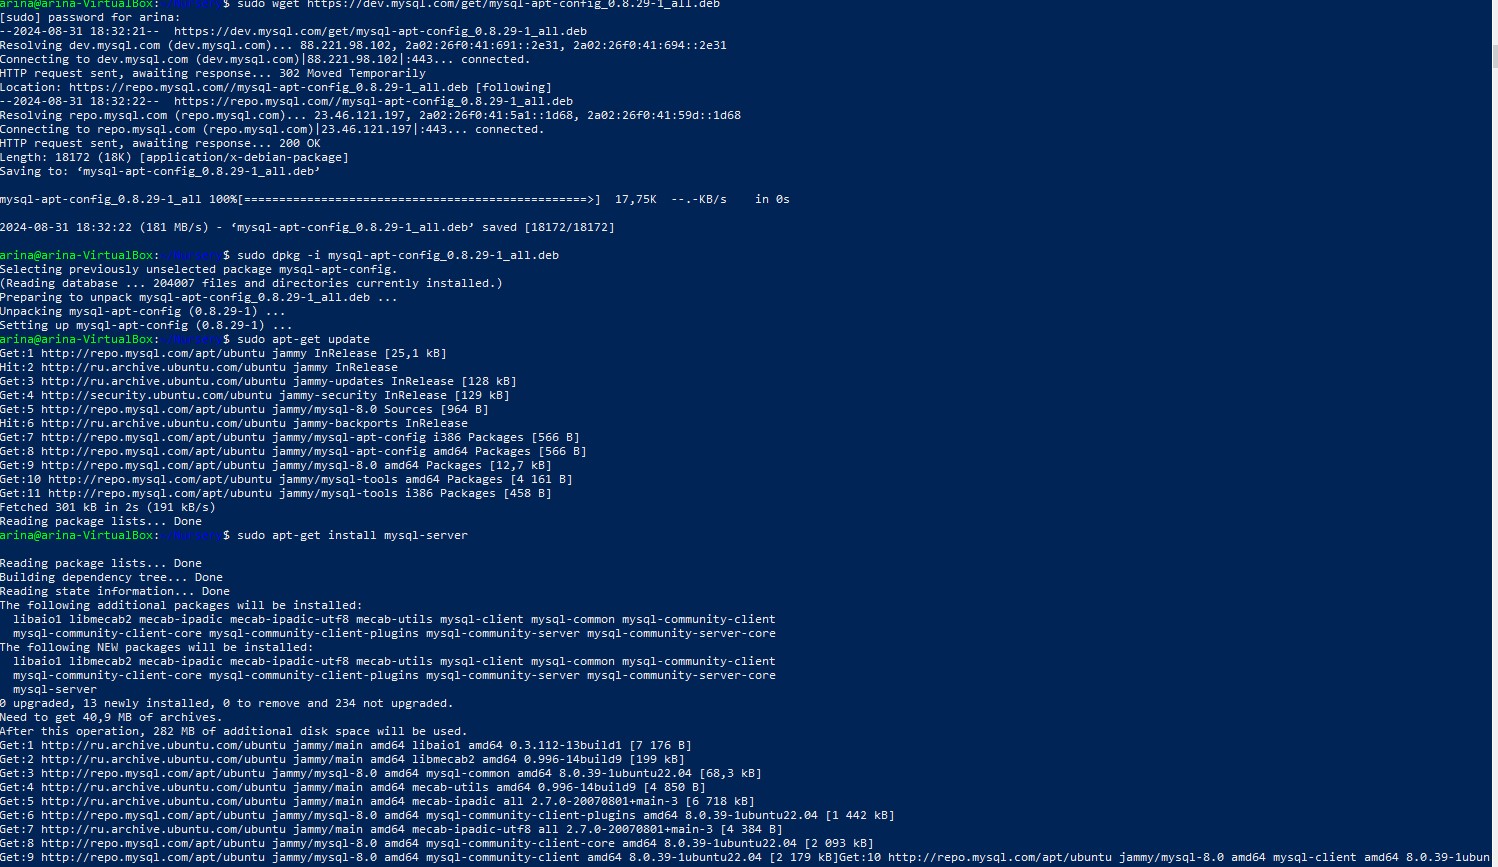 arina@arina-VirtualBox: $ sudo wget https://dev.mysql.com/get/mysql-apt-config_0.8.29-1_all.deb
[sudo] password for arina:
--2024-08-31 18:32:21--  https://dev.mysql.com/get/mysql-apt-config_0.8.29-1_all.deb
Resolving dev.mysql.com (dev.mysql.com)... 88.221.98.102, 2a02:26f0:41:691::2e31, 2a02:26f0:41:694::2e31
Connecting to dev.mysql.com (dev.mysql.com)|88.221.98.102|:443... connected.
HTTP request sent, awaiting response... 302 Moved Temporarily
Location: https://repo.mysql.com//mysql-apt-config_0.8.29-1_all.deb [following]
--2024-08-31 18:32:22--  https://repo.mysql.com//mysql-apt-config_0.8.29-1_all.deb
Resolving repo.mysql.com (repo.mysql.com)... 23.46.121.197, 2a02:26f0:41:5a1::1d68, 2a02:26f0:41:59d::1d68
Connecting to repo.mysql.com (repo.mysql.com)|23.46.121.197|:443... connected.
HTTP request sent, awaiting response... 200 OK
Length: 18172 (18K) [application/x-debian-package]
Saving to: ‘mysql-apt-config_0.8.29-1_all.deb’
mysql-apt-config_0.8.29-1_all 100%[=================================================>]  17,75K  --.-KB/s    in 0s
2024-08-31 18:32:22 (181 MB/s) - ‘mysql-apt-config_0.8.29-1_all.deb’ saved [18172/18172]
arina@arina-VirtualBox: $ sudo dpkg -i mysql-apt-config_0.8.29-1_all.deb
Selecting previously unselected package mysql-apt-config.
(Reading database ... 204007 files and directories currently installed.)
Preparing to unpack mysql-apt-config_0.8.29-1_all.deb ...
Unpacking mysql-apt-config (0.8.29-1) ...
Setting up mysql-apt-config (0.8.29-1) ...
arina@arina-VirtualBox: $ sudo apt-get update
Get:1 http://repo.mysql.com/apt/ubuntu jammy InRelease [25,1 kB]
Hit:2 http://ru.archive.ubuntu.com/ubuntu jammy InRelease
Get:3 http://ru.archive.ubuntu.com/ubuntu jammy-updates InRelease [128 kB]
Get:4 http://security.ubuntu.com/ubuntu jammy-security InRelease [129 kB]
Get:5 http://repo.mysql.com/apt/ubuntu jammy/mysql-8.0 Sources [964 B]
Hit:6 http://ru.archive.ubuntu.com/ubuntu jammy-backports InRelease
Get:7 http://repo.mysql.com/apt/ubuntu jammy/mysql-apt-config i386 Packages [566 B]
Get:8 http://repo.mysql.com/apt/ubuntu jammy/mysql-apt-config amd64 Packages [566 B]
Get:9 http://repo.mysql.com/apt/ubuntu jammy/mysql-8.0 amd64 Packages [12,7 kB]
Get:10 http://repo.mysql.com/apt/ubuntu jammy/mysql-tools amd64 Packages [4 161 B]
Get:11 http://repo.mysql.com/apt/ubuntu jammy/mysql-tools i386 Packages [458 B]
Fetched 301 kB in 2s (191 kB/s)
Reading package lists... Done
arina@arina-VirtualBox: $ sudo apt-get install mysql-server
Reading package lists... Done
Building dependency tree... Done
Reading state information... Done
The following additional packages will be installed:
  libaio1 libmecab2 mecab-ipadic mecab-ipadic-utf8 mecab-utils mysql-client mysql-common mysql-community-client
  mysql-community-client-core mysql-community-client-plugins mysql-community-server mysql-community-server-core
The following NEW packages will be installed:
  libaio1 libmecab2 mecab-ipadic mecab-ipadic-utf8 mecab-utils mysql-client mysql-common mysql-community-client
  mysql-community-client-core mysql-community-client-plugins mysql-community-server mysql-community-server-core
  mysql-server
0 upgraded, 13 newly installed, 0 to remove and 234 not upgraded.
Need to get 40,9 MB of archives.
After this operation, 282 MB of additional disk space will be used.
Get:1 http://ru.archive.ubuntu.com/ubuntu jammy/main amd64 libaio1 amd64 0.3.112-13build1 [7 176 B]
Get:2 http://ru.archive.ubuntu.com/ubuntu jammy/main amd64 libmecab2 amd64 0.996-14build9 [199 kB]
Get:3 http://repo.mysql.com/apt/ubuntu jammy/mysql-8.0 amd64 mysql-common amd64 8.0.39-1ubuntu22.04 [68,3 kB]
Get:4 http://ru.archive.ubuntu.com/ubuntu jammy/main amd64 mecab-utils amd64 0.996-14build9 [4 850 B]
Get:5 http://ru.archive.ubuntu.com/ubuntu jammy/main amd64 mecab-ipadic all 2.7.0-20070801+main-3 [6 718 kB]
Get:6 http://repo.mysql.com/apt/ubuntu jammy/mysql-8.0 amd64 mysql-community-client-plugins amd64 8.0.39-1ubuntu22.04 [1 442 kB]
Get:7 http://ru.archive.ubuntu.com/ubuntu jammy/main amd64 mecab-ipadic-utf8 all 2.7.0-20070801+main-3 [4 384 B]
Get:8 http://repo.mysql.com/apt/ubuntu jammy/mysql-8.0 amd64 mysql-community-client-core amd64 8.0.39-1ubuntu22.04 [2 093 kB]
Get:9 http://repo.mysql.com/apt/ubuntu jammy/mysql-8.0 amd64 mysql-community-client amd64 8.0.39-1ubuntu22.04 [2 179 kB]Get:10 http://repo.mysql.com/apt/ubuntu jammy/mysql-8.0 amd64 mysql-client amd64 8.0.39-1ubun